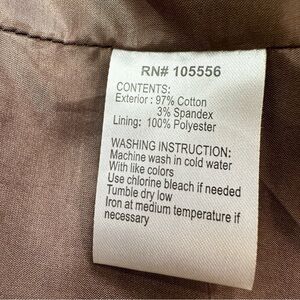 RN# 105556
CONTENTS:
Exterior : 97% Cotton
3% Spandex
Lining: 100% Polyester
WASHING INSTRUCTION:
Machine wash in cold water
With like colors
Use chlorine bleach if needed
Tumble dry low
Iron at medium temperature if
necessary